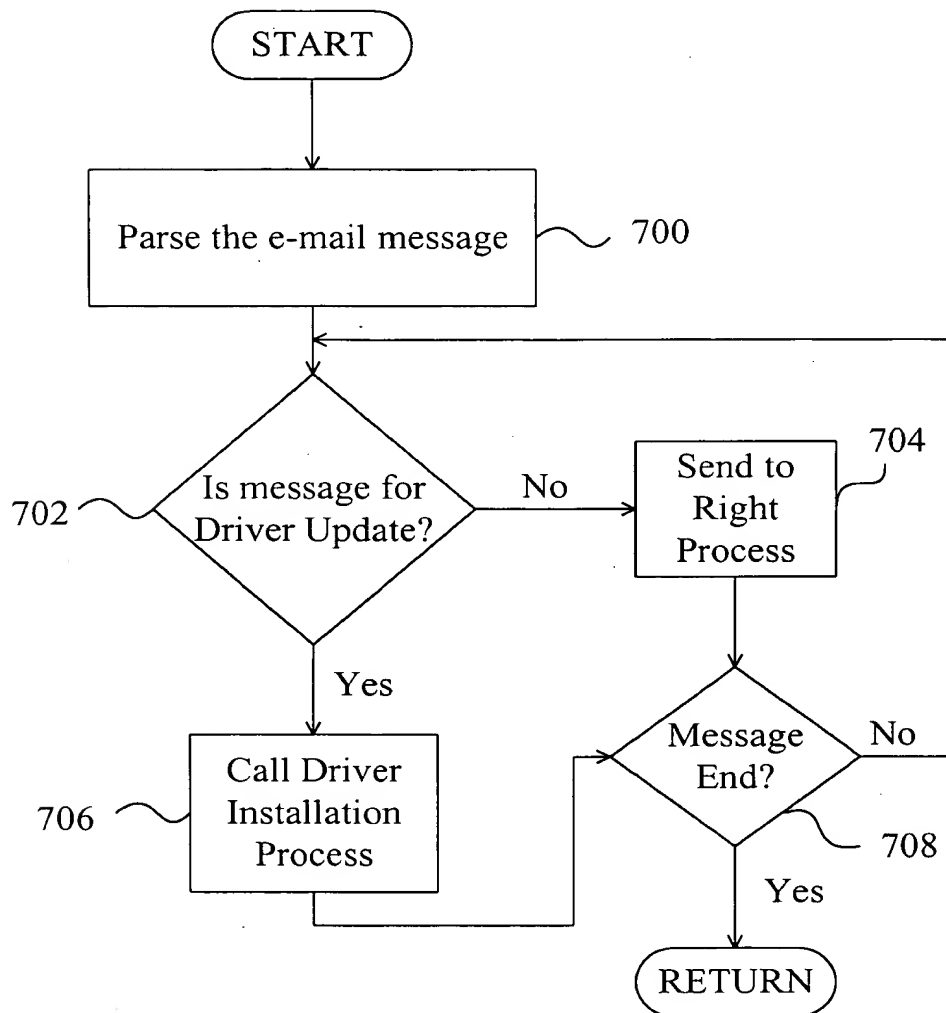 START
Parse the e-mail message
700
702
Is message for
Driver Update?
No
Send to
Right
Process
704
Yes
706
Call Driver
Installation
Process
Message
End?
No
708
Yes
RETURN